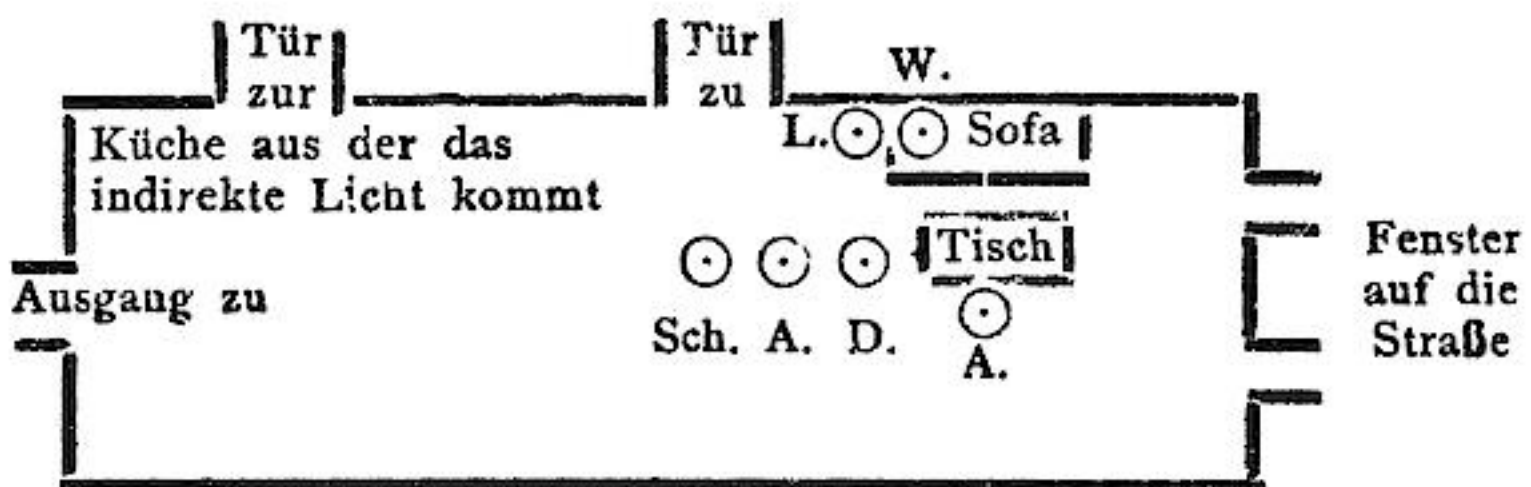 Tür
zur
Küche aus der das
indirekte Licht kommt
Tür
zu
W.
L.
Sofa
Tisch
Ausgang zu
Sch. A. D.
A.
Fenster
auf die
Straße